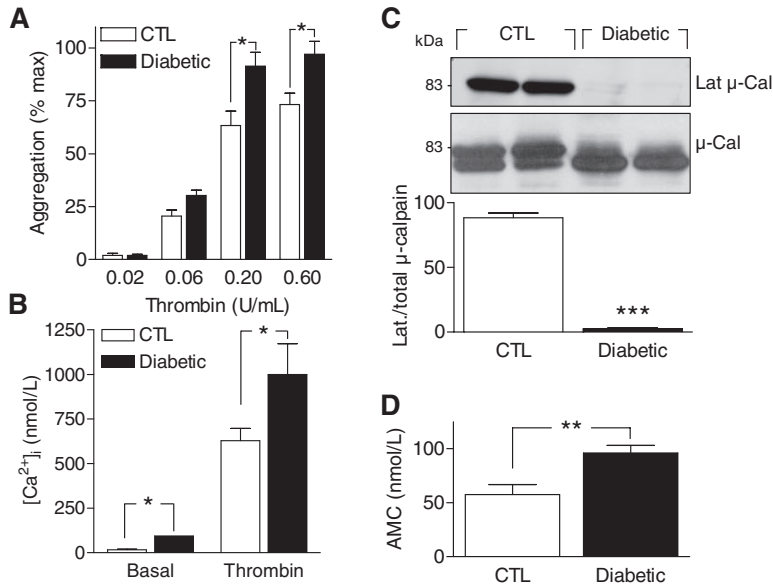 A
CTL
Diabetic
Aggregation (% max)
100
75
50
25
0
*
*
0.02 0.06 0.20 0.60
Thrombin (U/mL)
B
CTL
Diabetic
[Ca²⁺]ᵢ (nmol/L)
1250
1000
750
500
250
0
*
*
Basal Thrombin
C
kDa
CTL Diabetic
83
Lat μ-Cal
83
μ-Cal
Lat./total μ-calpain
100
50
0
***
CTL Diabetic
D
AMC (nmol/L)
100
50
0
**
CTL Diabetic